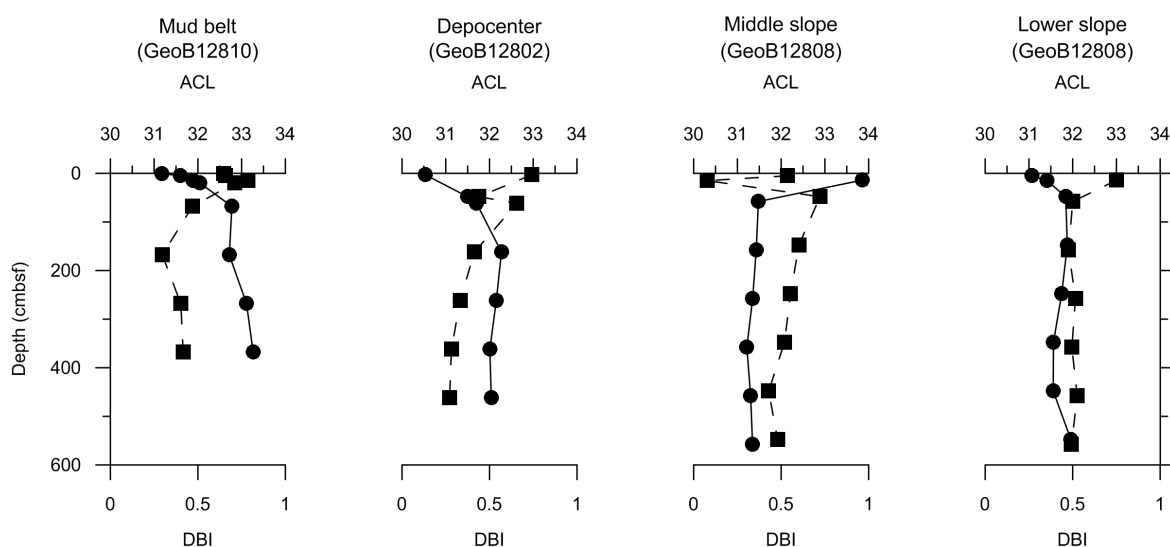 Mud belt
(GeoB12810)
ACL
30 31 32 33 34
Depocenter
(GeoB12802)
ACL
30 31 32 33 34
Middle slope
(GeoB12808)
ACL
30 31 32 33 34
Lower slope
(GeoB12808)
ACL
30 31 32 33 34
Depth (cmbsf)
0
200
400
600
0 0.5 1
DBI
0 0.5 1
DBI
0 0.5 1
DBI
0 0.5 1
DBI